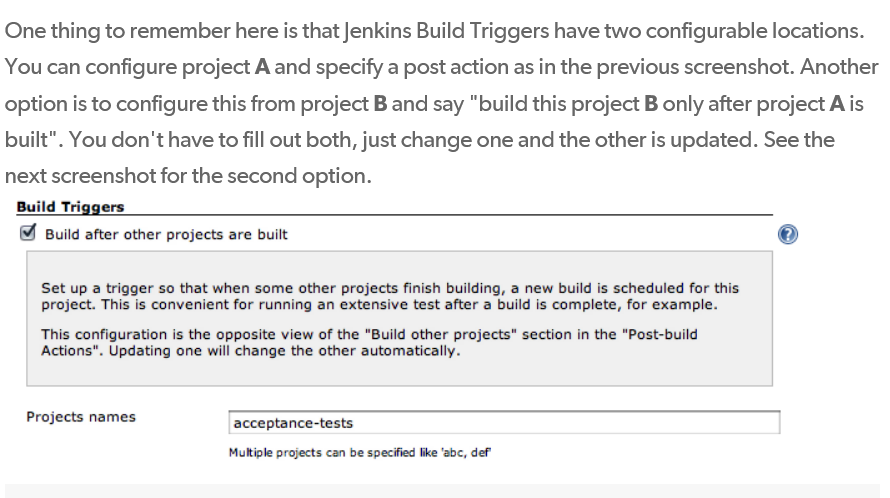 One thing to remember here is that Jenkins Build Triggers have two configurable locations.
You can configure project A and specify a post action as in the previous screenshot. Another
option is to configure this from project B and say "build this project B only after project A is
built". You don't have to fill out both, just change one and the other is updated. See the
next screenshot for the second option.
Build Triggers
Build after other projects are built
?
Set up a trigger so that when some other projects finish building, a new build is scheduled for this
project. This is convenient for running an extensive test after a build is complete, for example.
This configuration is the opposite view of the "Build other projects" section in the "Post-build
Actions". Updating one will change the other automatically.
Projects names
acceptance-tests
Multiple projects can be specified like 'abc, def'